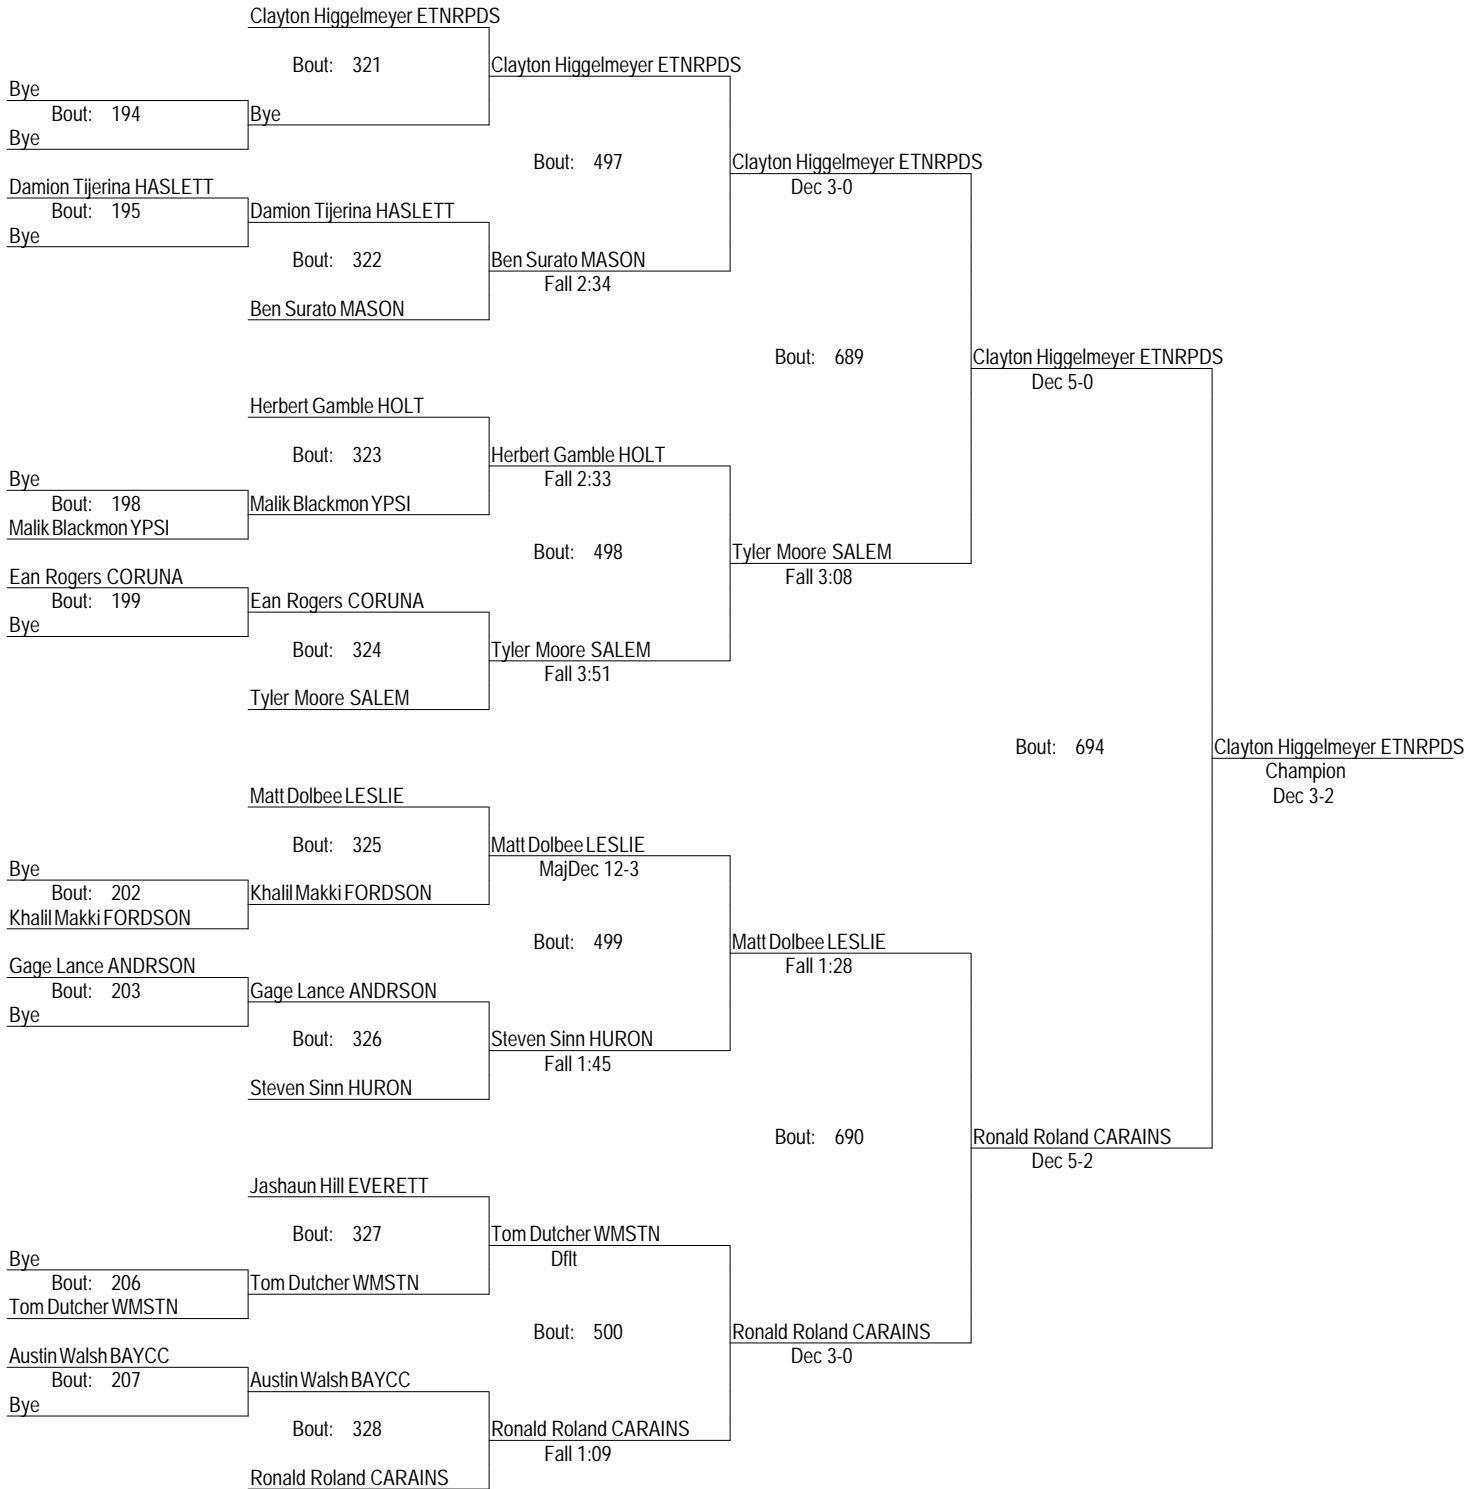 Clayton Higgelmeyer ETNRPDS
Bout: 321
Clayton Higgelmeyer ETNRPDS
Bye
Bout: 194
Bye
Bye
Bout: 497
Clayton Higgelmeyer ETNRPDS
Dec 3-0
Damion Tijerina HASLETT
Bout: 195
Damion Tijerina HASLETT
Bye
Bout: 322
Ben Surato MASON
Fall 2:34
Ben Surato MASON
Bout: 689
Clayton Higgelmeyer ETNRPDS
Dec 5-0
Herbert Gamble HOLT
Bout: 323
Herbert Gamble HOLT
Fall 2:33
Bye
Bout: 198
Malik Blackmon YPSI
Malik Blackmon YPSI
Bout: 498
Tyler Moore SALEM
Fall 3:08
Ean Rogers CORUNA
Bout: 199
Ean Rogers CORUNA
Bye
Bout: 324
Tyler Moore SALEM
Fall 3:51
Tyler Moore SALEM
Bout: 694
Clayton Higgelmeyer ETNRPDS
Champion
Dec 3-2
Matt Dolbee LESLIE
Bout: 325
Matt Dolbee LESLIE
MajDec 12-3
Bye
Bout: 202
Khalil Makki FORDSON
Khalil Makki FORDSON
Bout: 499
Matt Dolbee LESLIE
Fall 1:28
Gage Lance ANDRSON
Bout: 203
Gage Lance ANDRSON
Bye
Bout: 326
Steven Sinn HURON
Fall 1:45
Steven Sinn HURON
Bout: 690
Ronald Roland CARAINS
Dec 5-2
Jashaun Hill EVERETT
Bout: 327
Tom Dutcher WMSTN
Dflt
Bye
Bout: 206
Tom Dutcher WMSTN
Tom Dutcher WMSTN
Bout: 500
Ronald Roland CARAINS
Dec 3-0
Austin Walsh BAYCC
Bout: 207
Austin Walsh BAYCC
Bye
Bout: 328
Ronald Roland CARAINS
Fall 1:09
Ronald Roland CARAINS